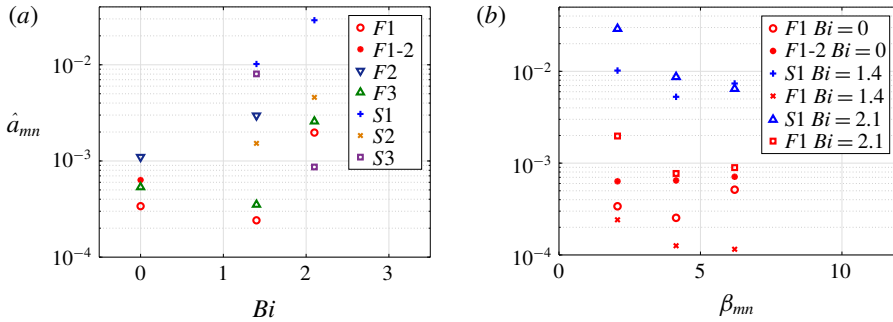 (a)
10⁻²
10⁻³
10⁻⁴
â_mn
0 1 2 3
Bi
F1
F1-2
F2
F3
S1
S2
S3
(b)
10⁻²
10⁻³
10⁻⁴
0 5 10
β_mn
F1 Bi = 0
F1-2 Bi = 0
S1 Bi = 1.4
F1 Bi = 1.4
S1 Bi = 2.1
F1 Bi = 2.1